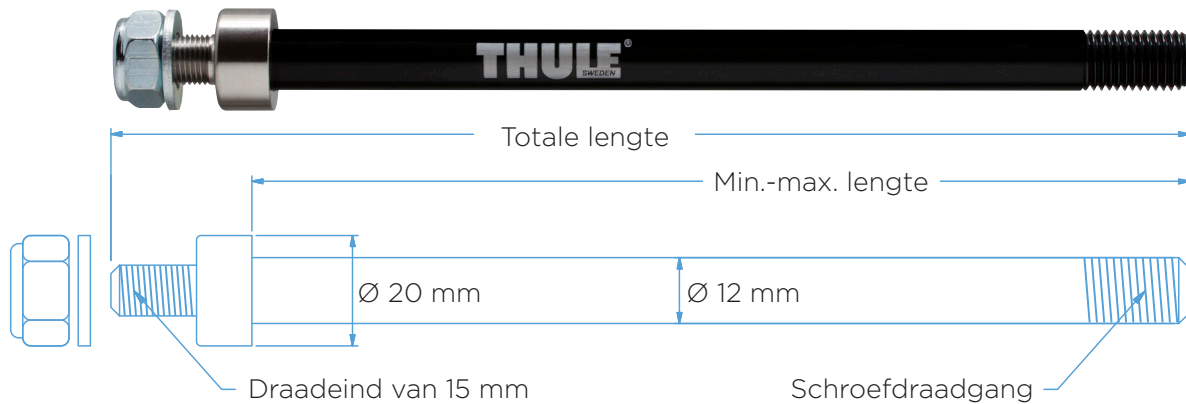 THULE®
SWEDEN
Totale lengte
Min.-max. lengte
Ø 20 mm
Ø 12 mm
Draadeind van 15 mm
Schroefdraadgang